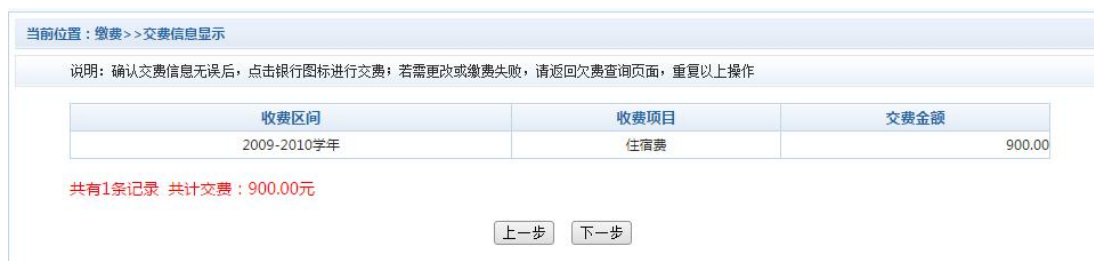 当前位置：缴费>>交费信息显示
说明：确认交费信息无误后，点击银行图标进行交费；若需更改或缴费失败，请返回欠费查询页面，重复以上操作
收费区间 收费项目 交费金额
2009-2010学年 住宿费 900.00
共有1条记录 共计交费：900.00元
上一步 下一步